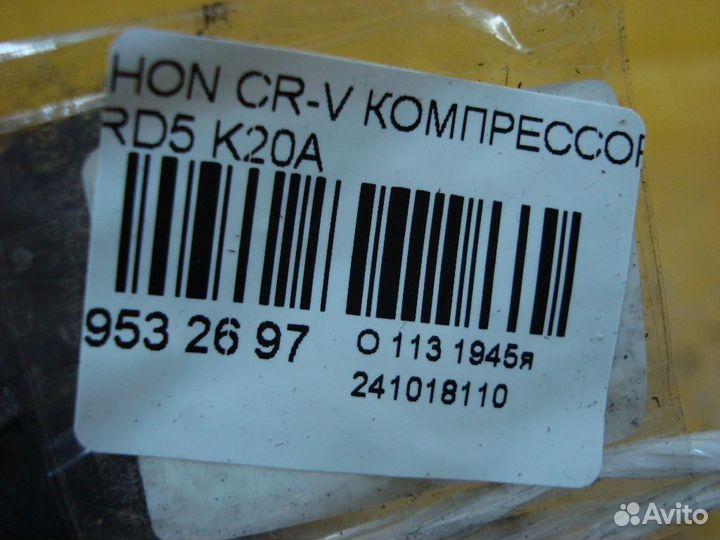 HON CR-V КОМПРЕССОР
RD5 K20A
953 26 97
О 113 1945я
241018110
Avito